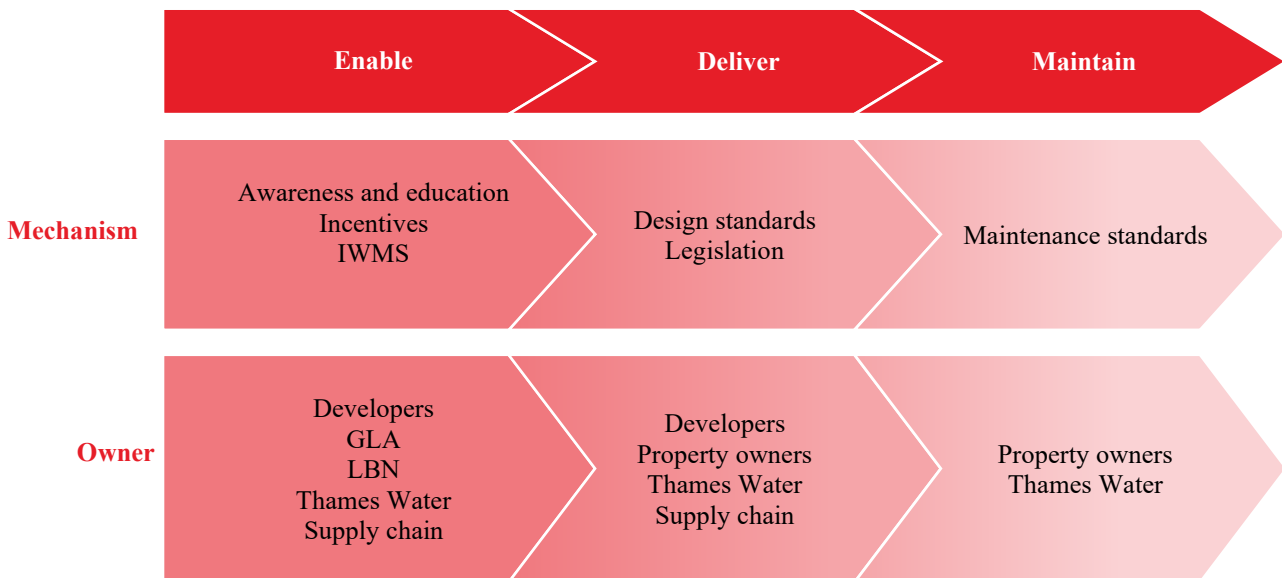 Enable
Deliver
Maintain
Mechanism
Awareness and education
Incentives
IWMS
Design standards
Legislation
Maintenance standards
Owner
Developers
GLA
LBN
Thames Water
Supply chain
Developers
Property owners
Thames Water
Supply chain
Property owners
Thames Water